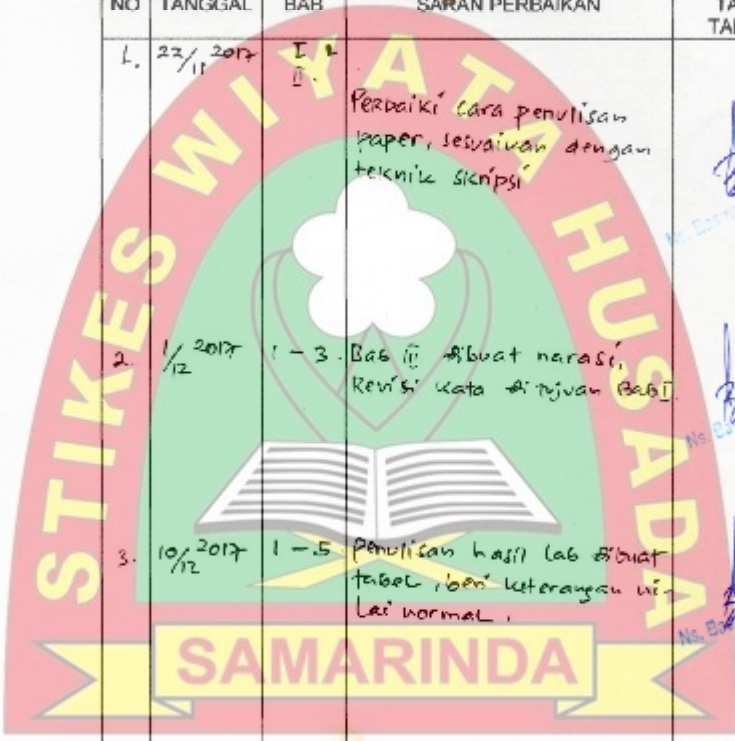 NO TANGGAL BAB SARAN PERBAIKAN
1. 22/11 2017 I & II.
Perbaiki cara penulisan
paper, sesuaikan dengan
teknik skripsi
2. 1/12 2017 1 - 3. Bab III dibuat narasi,
Revisi kata di tujuan Bab I.
3. 10/12 2017 1 - 5 penulisan hasil lab dibuat
tabel, beri keterangan ni-
lai normal.
STIKES WIYATA HUSADA
SAMARINDA